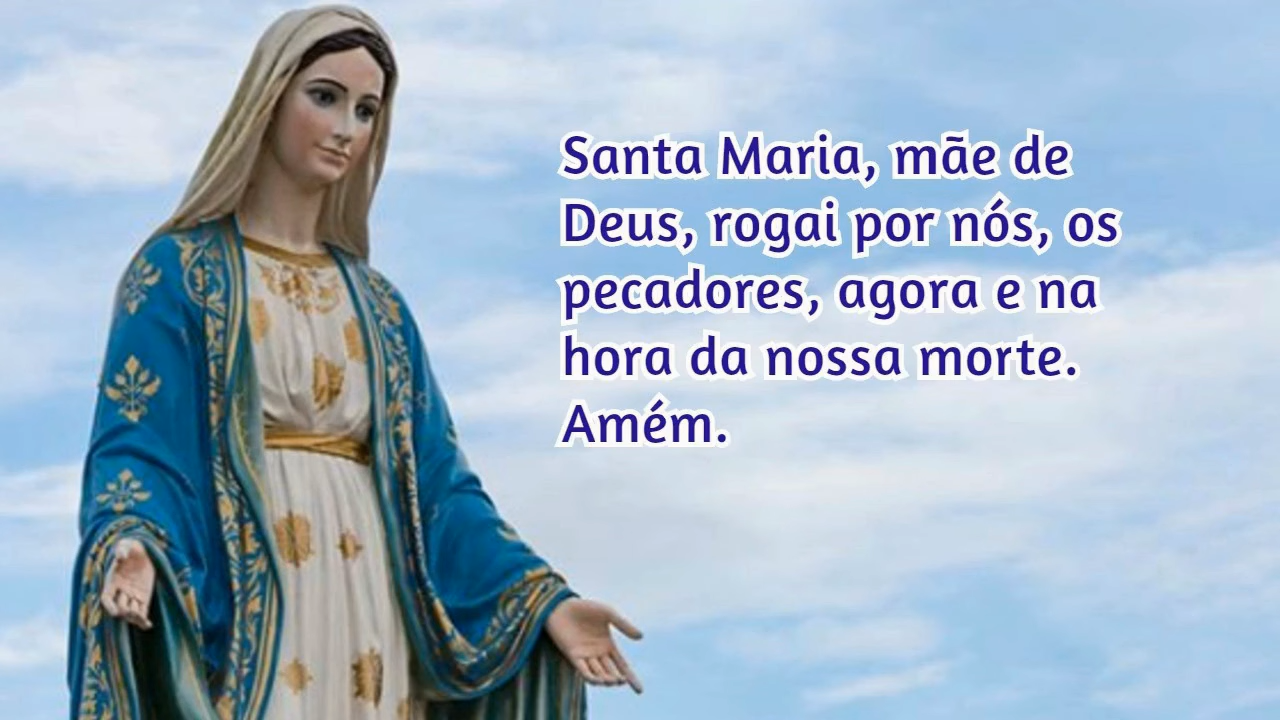 Santa Maria, mãe de
Deus, rogai por nós, os
pecadores, agora e na
hora da nossa morte.
Amém.